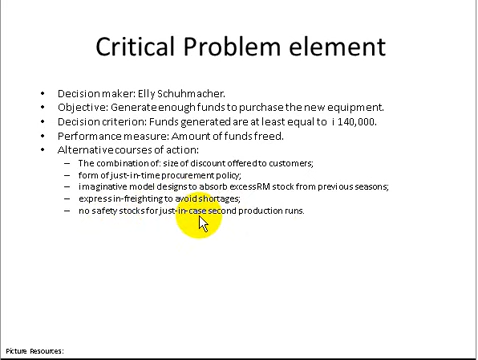 Critical Problem element
• Decision maker: Elly Schuhmacher.
• Objective: Generate enough funds to purchase the new equipment.
• Decision criterion: Funds generated are at least equal to ¡ 140,000.
• Performance measure: Amount of funds freed.
• Alternative courses of action:
– The combination of: size of discount offered to customers;
– form of just-in-time procurement policy;
– imaginative model designs to absorb excessRM stock from previous seasons;
– express in-freighting to avoid shortages;
– no safety stocks for just-in-case second production runs.
Picture Resources: